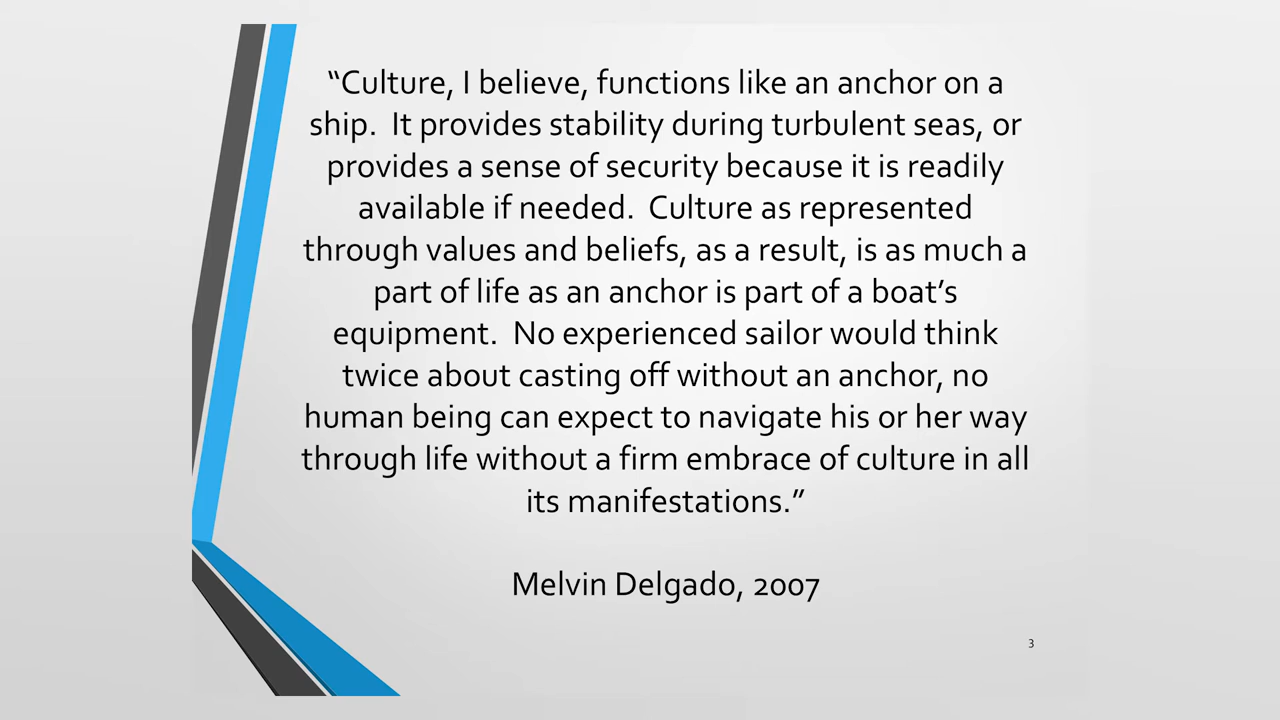 “Culture, I believe, functions like an anchor on a
ship.  It provides stability during turbulent seas, or
provides a sense of security because it is readily
available if needed.  Culture as represented
through values and beliefs, as a result, is as much a
part of life as an anchor is part of a boat’s
equipment.  No experienced sailor would think
twice about casting off without an anchor, no
human being can expect to navigate his or her way
through life without a firm embrace of culture in all
its manifestations.”
Melvin Delgado, 2007
3